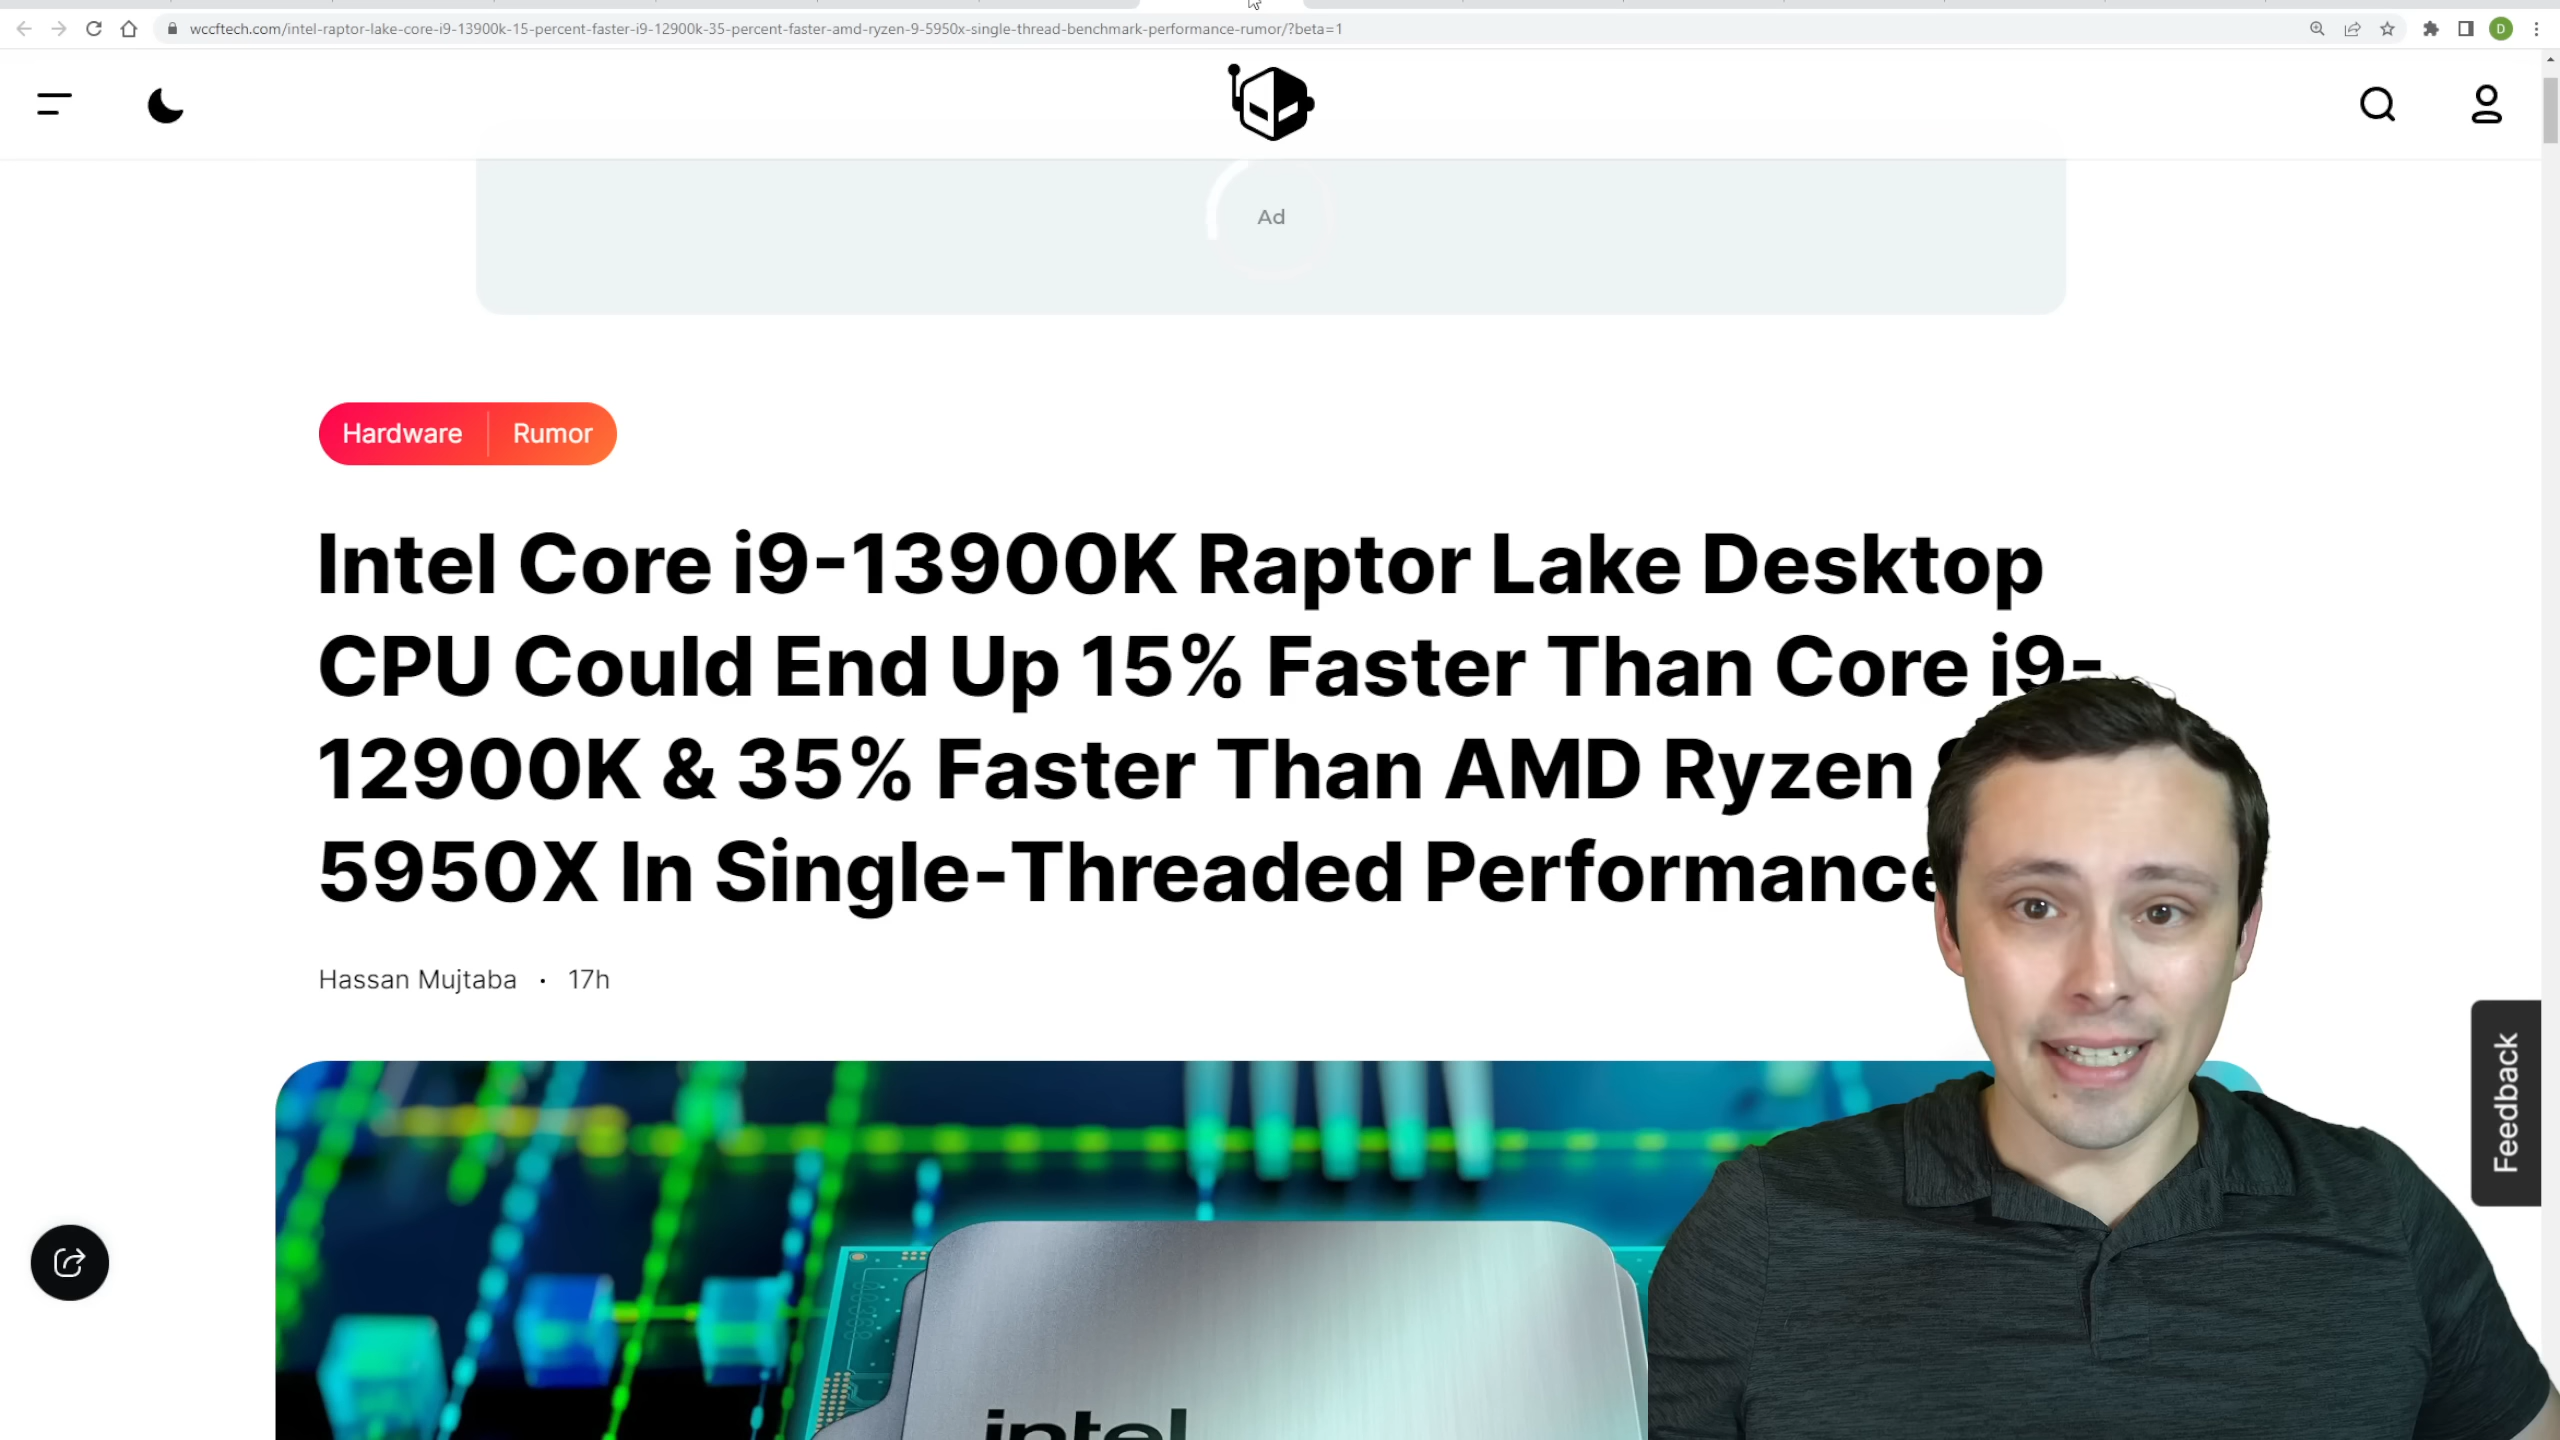 wccftech.com/intel-raptor-lake-core-i9-13900k-15-percent-faster-i9-12900k-35-percent-faster-amd-ryzen-9-5950x-single-thread-benchmark-performance-rumor/?beta=1
D
Ad
Hardware Rumor
Intel Core i9-13900K Raptor Lake Desktop
CPU Could End Up 15% Faster Than Core i9-
12900K & 35% Faster Than AMD Ryzen
5950X In Single-Threaded Performance
Hassan Mujtaba · 17h
Feedback
intel